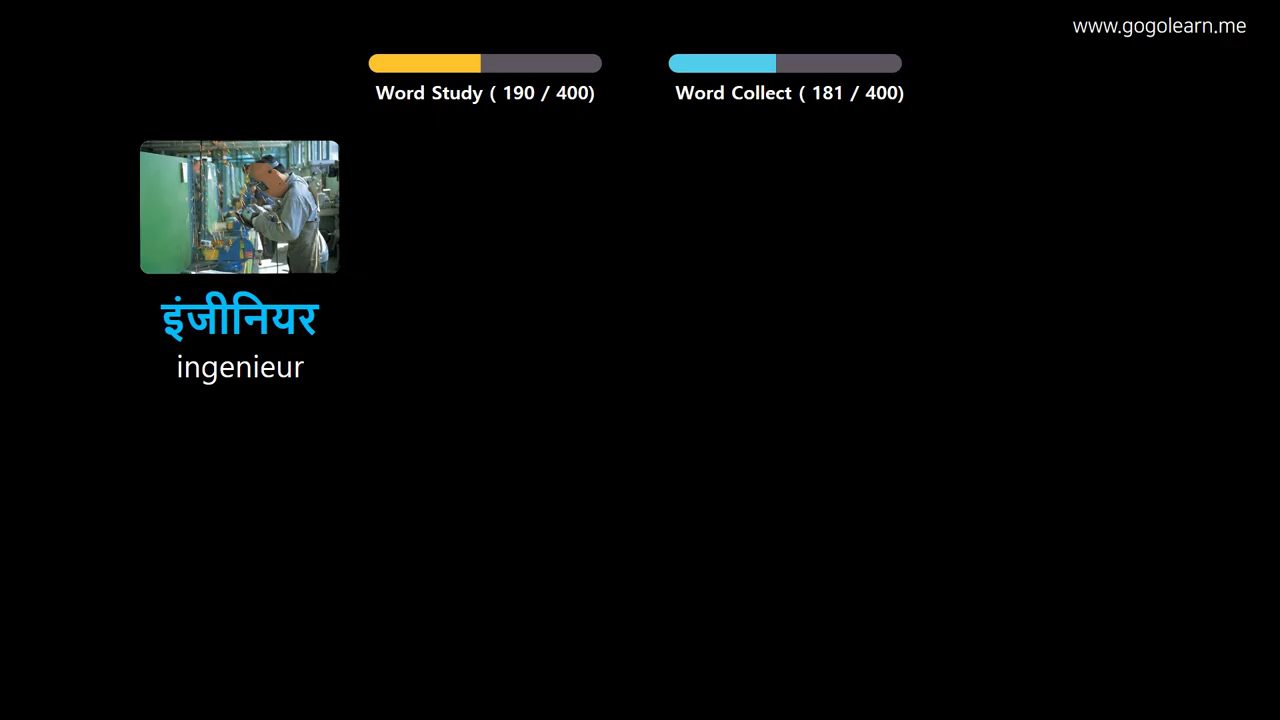 www.gogolearn.me
Word Study ( 190 / 400)
Word Collect ( 181 / 400)
इंजीनियर
ingenieur